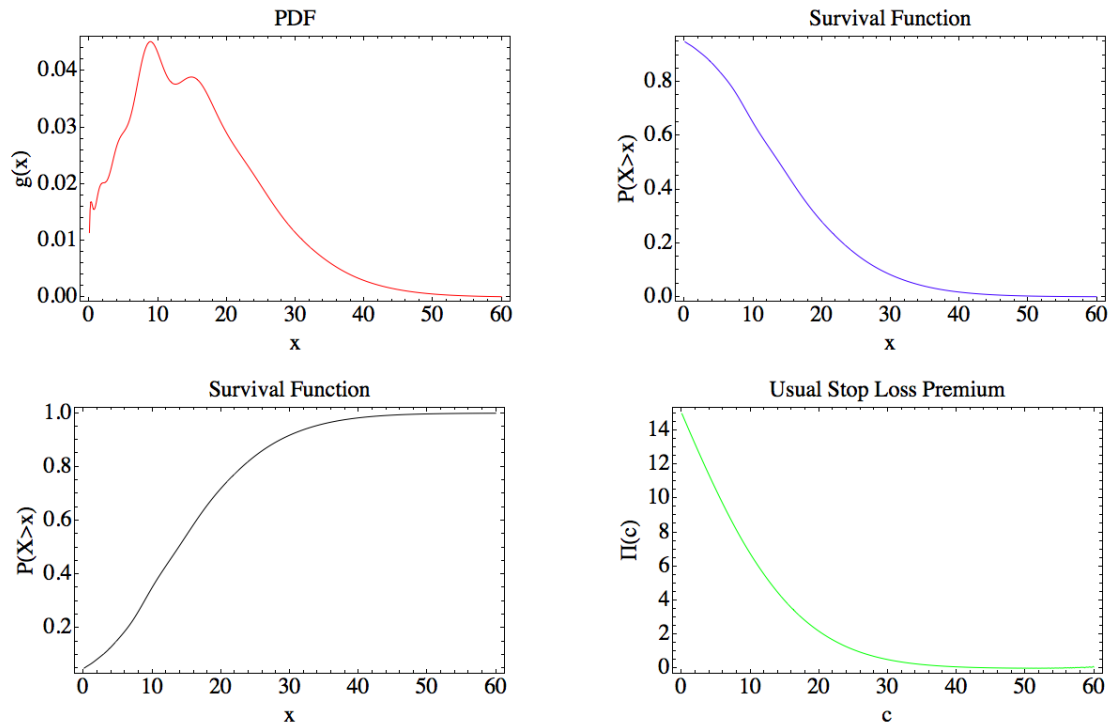 PDF
0.04
0.03
0.02
0.01
0.00
g(x)
0 10 20 30 40 50 60
x
Survival Function
0.8
0.6
0.4
0.2
0.0
P(X>x)
0 10 20 30 40 50 60
x
Survival Function
1.0
0.8
0.6
0.4
0.2
P(X>x)
0 10 20 30 40 50 60
x
Usual Stop Loss Premium
14
12
10
8
6
4
2
0
Π(c)
0 10 20 30 40 50 60
c